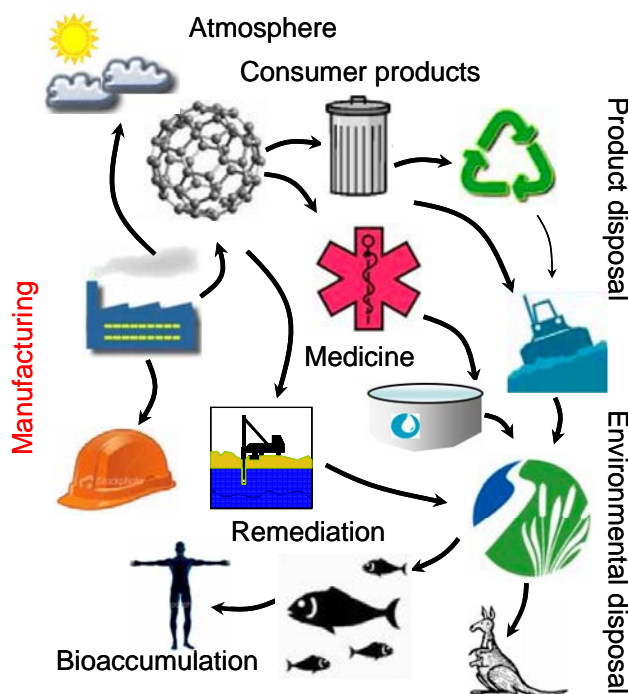 Atmosphere
Consumer products
Product disposal
Manufacturing
Medicine
Environmental disposal
Remediation
Bioaccumulation